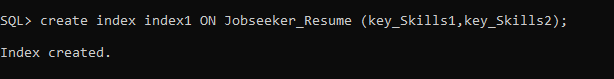 SQL> create index index1 ON Jobseeker_Resume (key_Skills1,key_Skills2);
Index created.